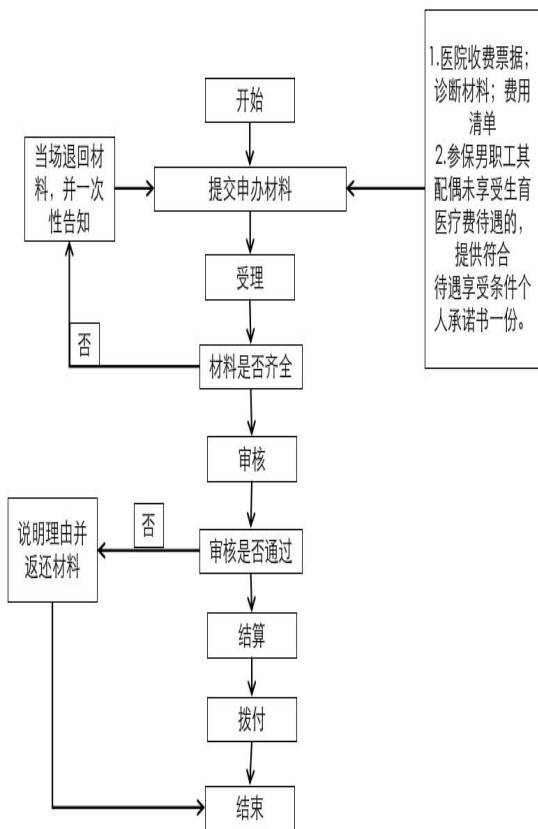 开始
1.医院收费票据;
诊断材料; 费用
清单
2.参保男职工其
配偶未享受生育
医疗费待遇的,
提供符合
待遇享受条件个
人承诺书一份。
当场退回材
料, 并一次
性告知
提交申办材料
受理
否
材料是否齐全
审核
否
说明理由并
返还材料
审核是否通过
结算
拨付
结束